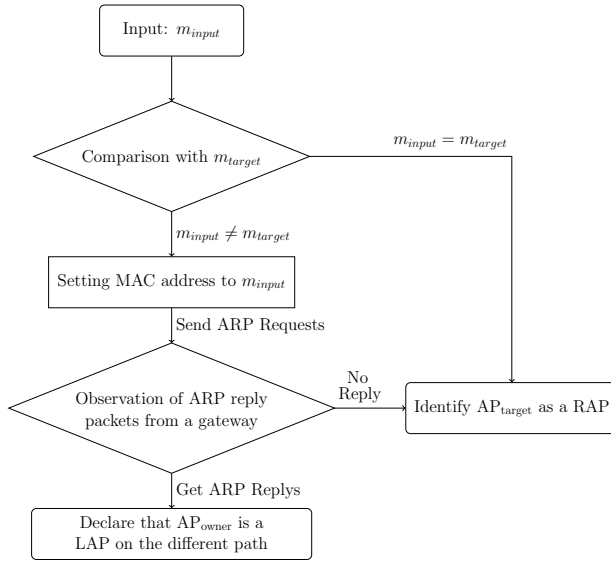 Input: m_input
Comparison with m_target
m_input = m_target
m_input ≠ m_target
Setting MAC address to m_input
Send ARP Requests
Observation of ARP reply
packets from a gateway
No
Reply
Identify AP_target as a RAP
Get ARP Replys
Declare that AP_owner is a
LAP on the different path